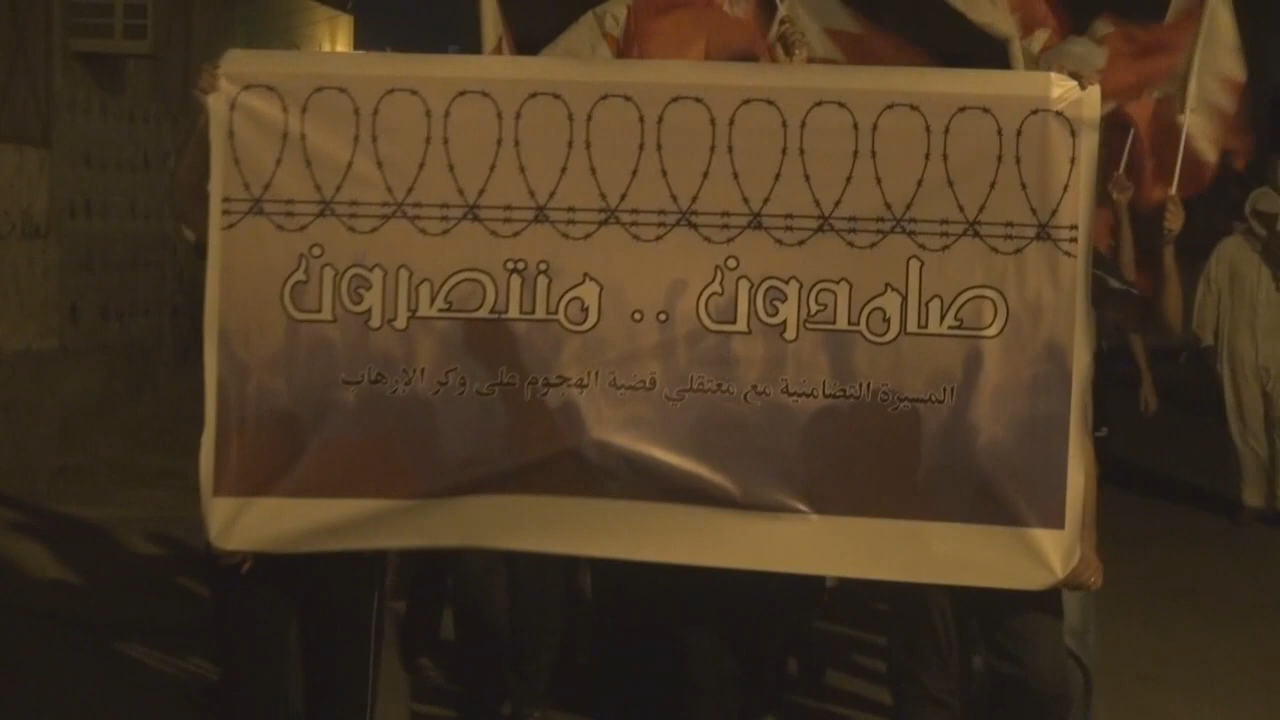 صامدون .. منتصرون
المسيرة التضامنية مع معتقلي قضية الهجوم على وكر الإرهاب